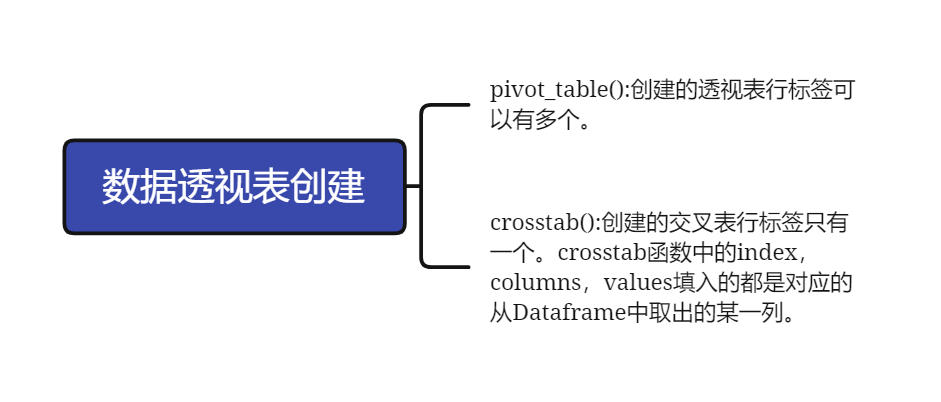 数据透视表创建
pivot_table():创建的透视表行标签可
以有多个。
crosstab():创建的交叉表行标签只有
一个。crosstab函数中的index，
columns，values填入的都是对应的
从Dataframe中取出的某一列。